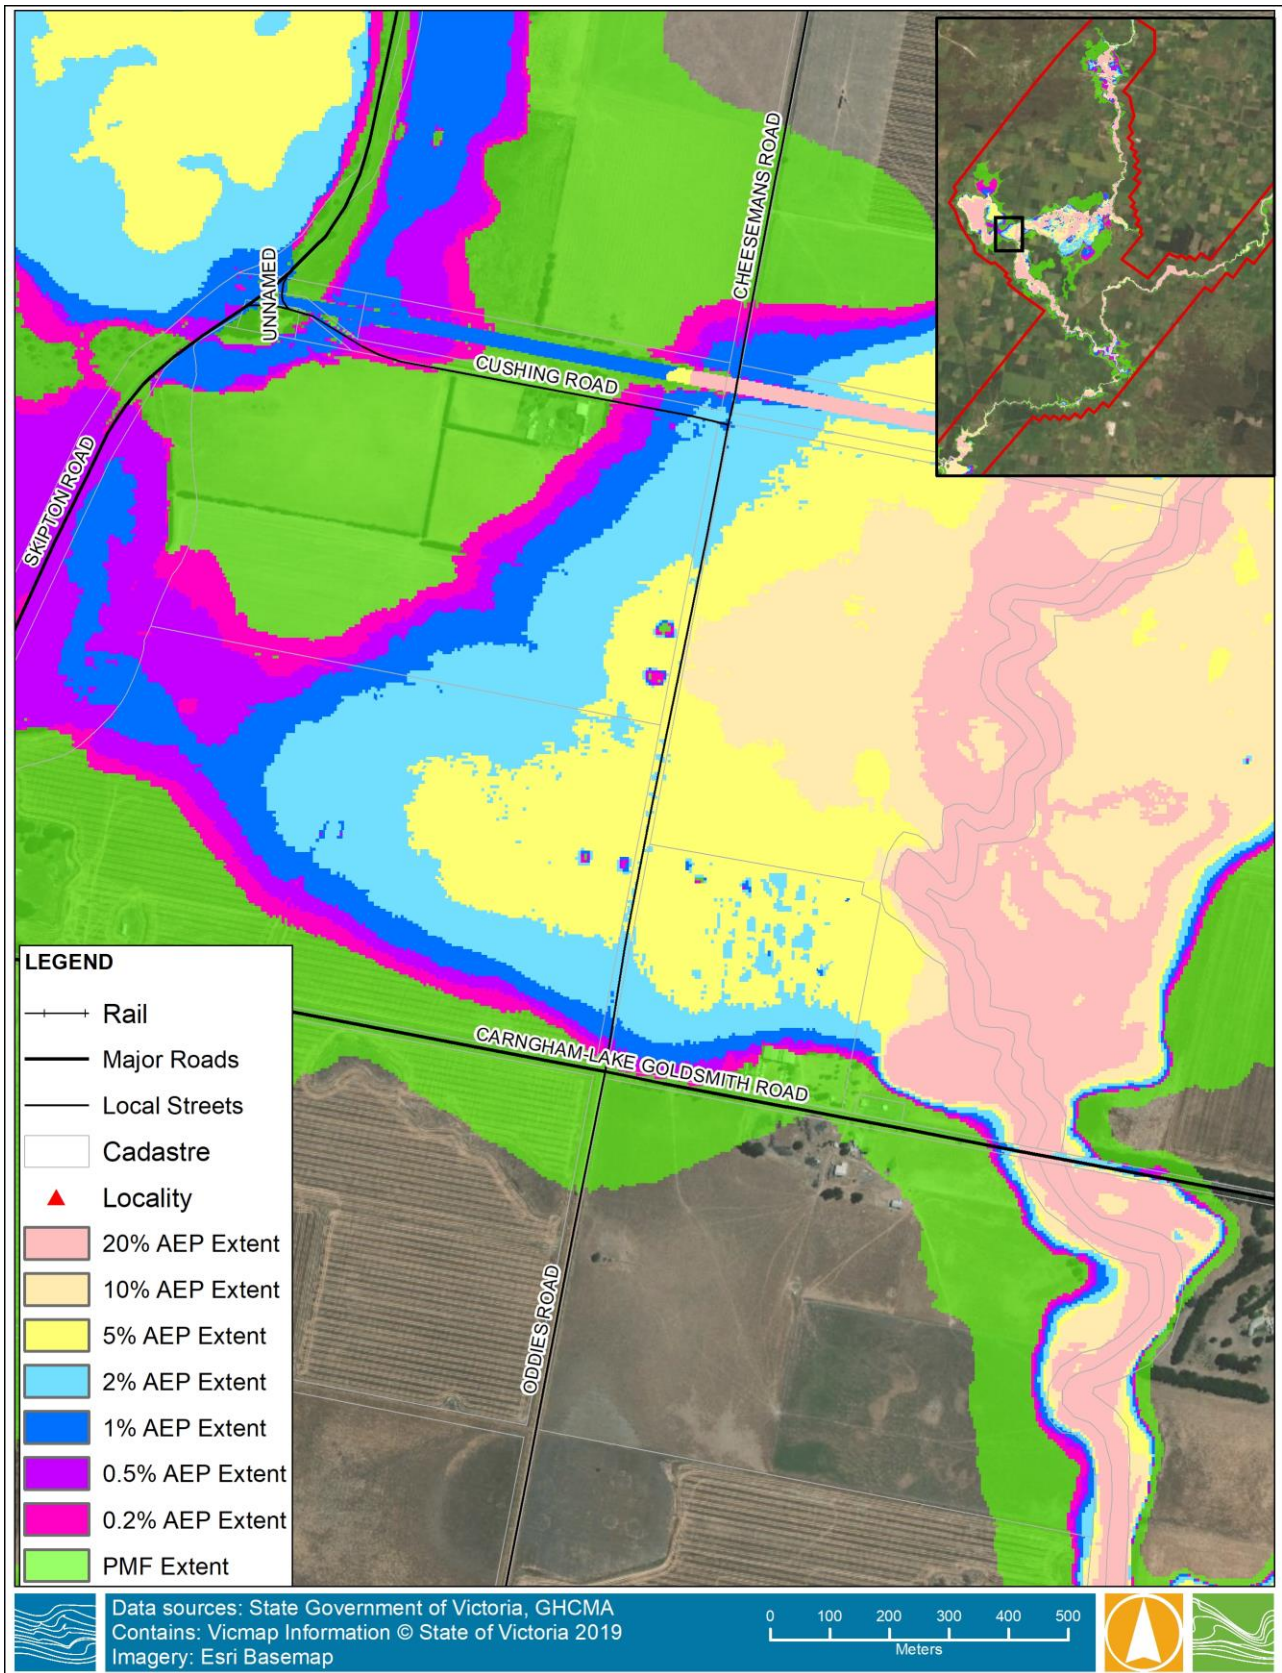 CHEESEMANS ROAD
UNNAMED
CUSHING ROAD
SKIPTON ROAD
CARNGHAM-LAKE GOLDSMITH ROAD
ODDIES ROAD
LEGEND
Rail
Major Roads
Local Streets
Cadastre
Locality
20% AEP Extent
10% AEP Extent
5% AEP Extent
2% AEP Extent
1% AEP Extent
0.5% AEP Extent
0.2% AEP Extent
PMF Extent
Data sources: State Government of Victoria, GHCMA
Contains: Vicmap Information © State of Victoria 2019
Imagery: Esri Basemap
0 100 200 300 400 500
Meters